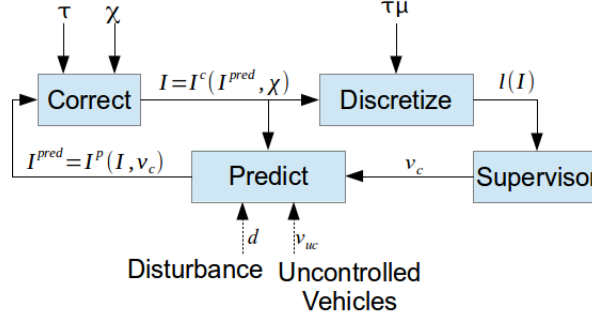 τ χ τμ
Correct I=I^c(I^pred,χ) Discretize l(I)
I^pred=I^p(I,v_c) Predict v_c Supervisor
d v_uc
Disturbance Uncontrolled
Vehicles